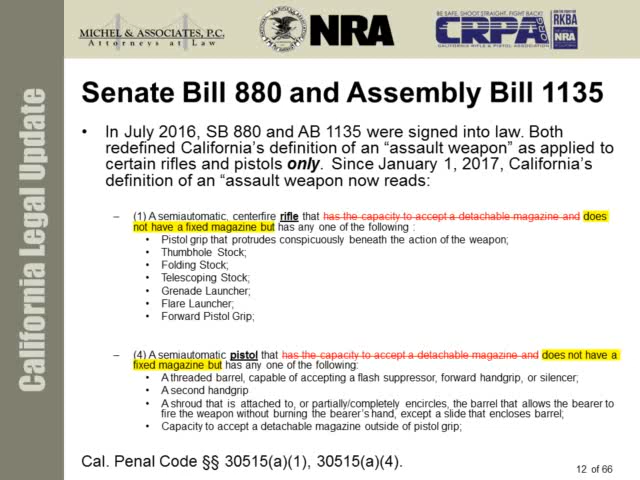 MICHEL & ASSOCIATES, P.C.
Attorneys at Law
NRA
BE SAFE, SHOOT STRAIGHT, FIGHT BACK!
CRPA.ORG
CALIFORNIA RIFLE & PISTOL ASSOCIATION
RKBA
NRA
California Legal Update
Senate Bill 880 and Assembly Bill 1135
• In July 2016, SB 880 and AB 1135 were signed into law. Both
redefined California's definition of an "assault weapon" as applied to
certain rifles and pistols only. Since January 1, 2017, California's
definition of an "assault weapon now reads:
– (1) A semiautomatic, centerfire rifle that has the capacity to accept a detachable magazine and does
not have a fixed magazine but has any one of the following :
• Pistol grip that protrudes conspicuously beneath the action of the weapon;
• Thumbhole Stock;
• Folding Stock;
• Telescoping Stock;
• Grenade Launcher;
• Flare Launcher;
• Forward Pistol Grip;
– (4) A semiautomatic pistol that has the capacity to accept a detachable magazine and does not have a
fixed magazine but has any one of the following:
• A threaded barrel, capable of accepting a flash suppressor, forward handgrip, or silencer;
• A second handgrip
• A shroud that is attached to, or partially/completely encircles, the barrel that allows the bearer to
fire the weapon without burning the bearer's hand, except a slide that encloses barrel;
• Capacity to accept a detachable magazine outside of pistol grip;
Cal. Penal Code §§ 30515(a)(1), 30515(a)(4).
12 of 66